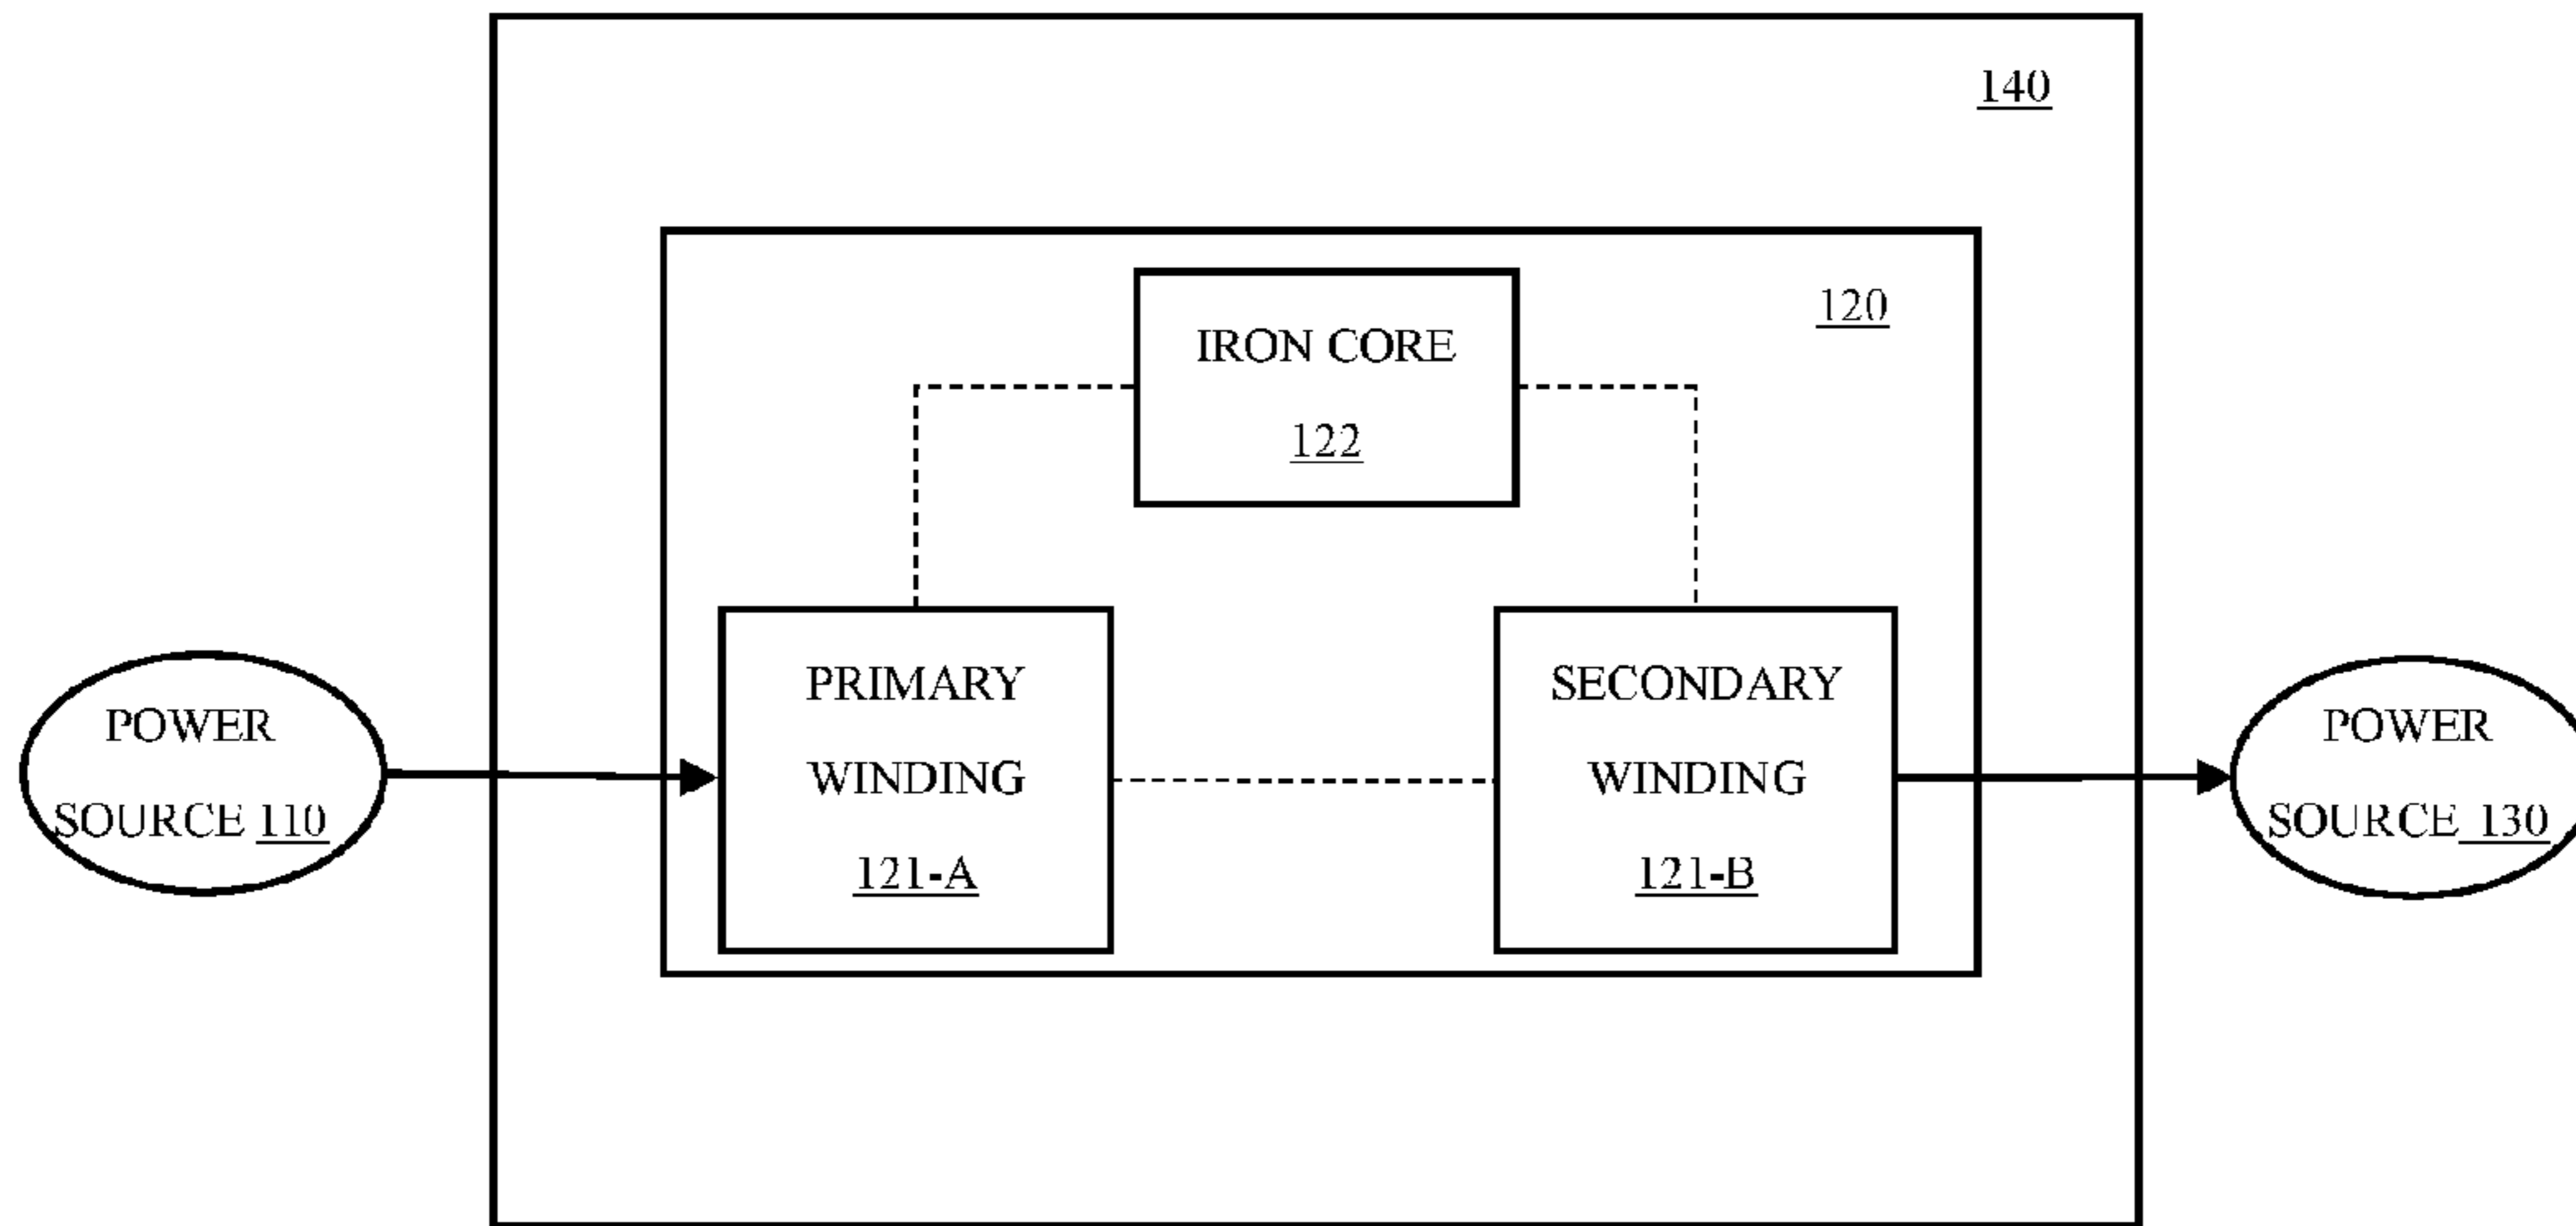 140
120
IRON CORE
122
PRIMARY
WINDING
121-A
SECONDARY
WINDING
121-B
POWER
SOURCE 110
POWER
SOURCE 130